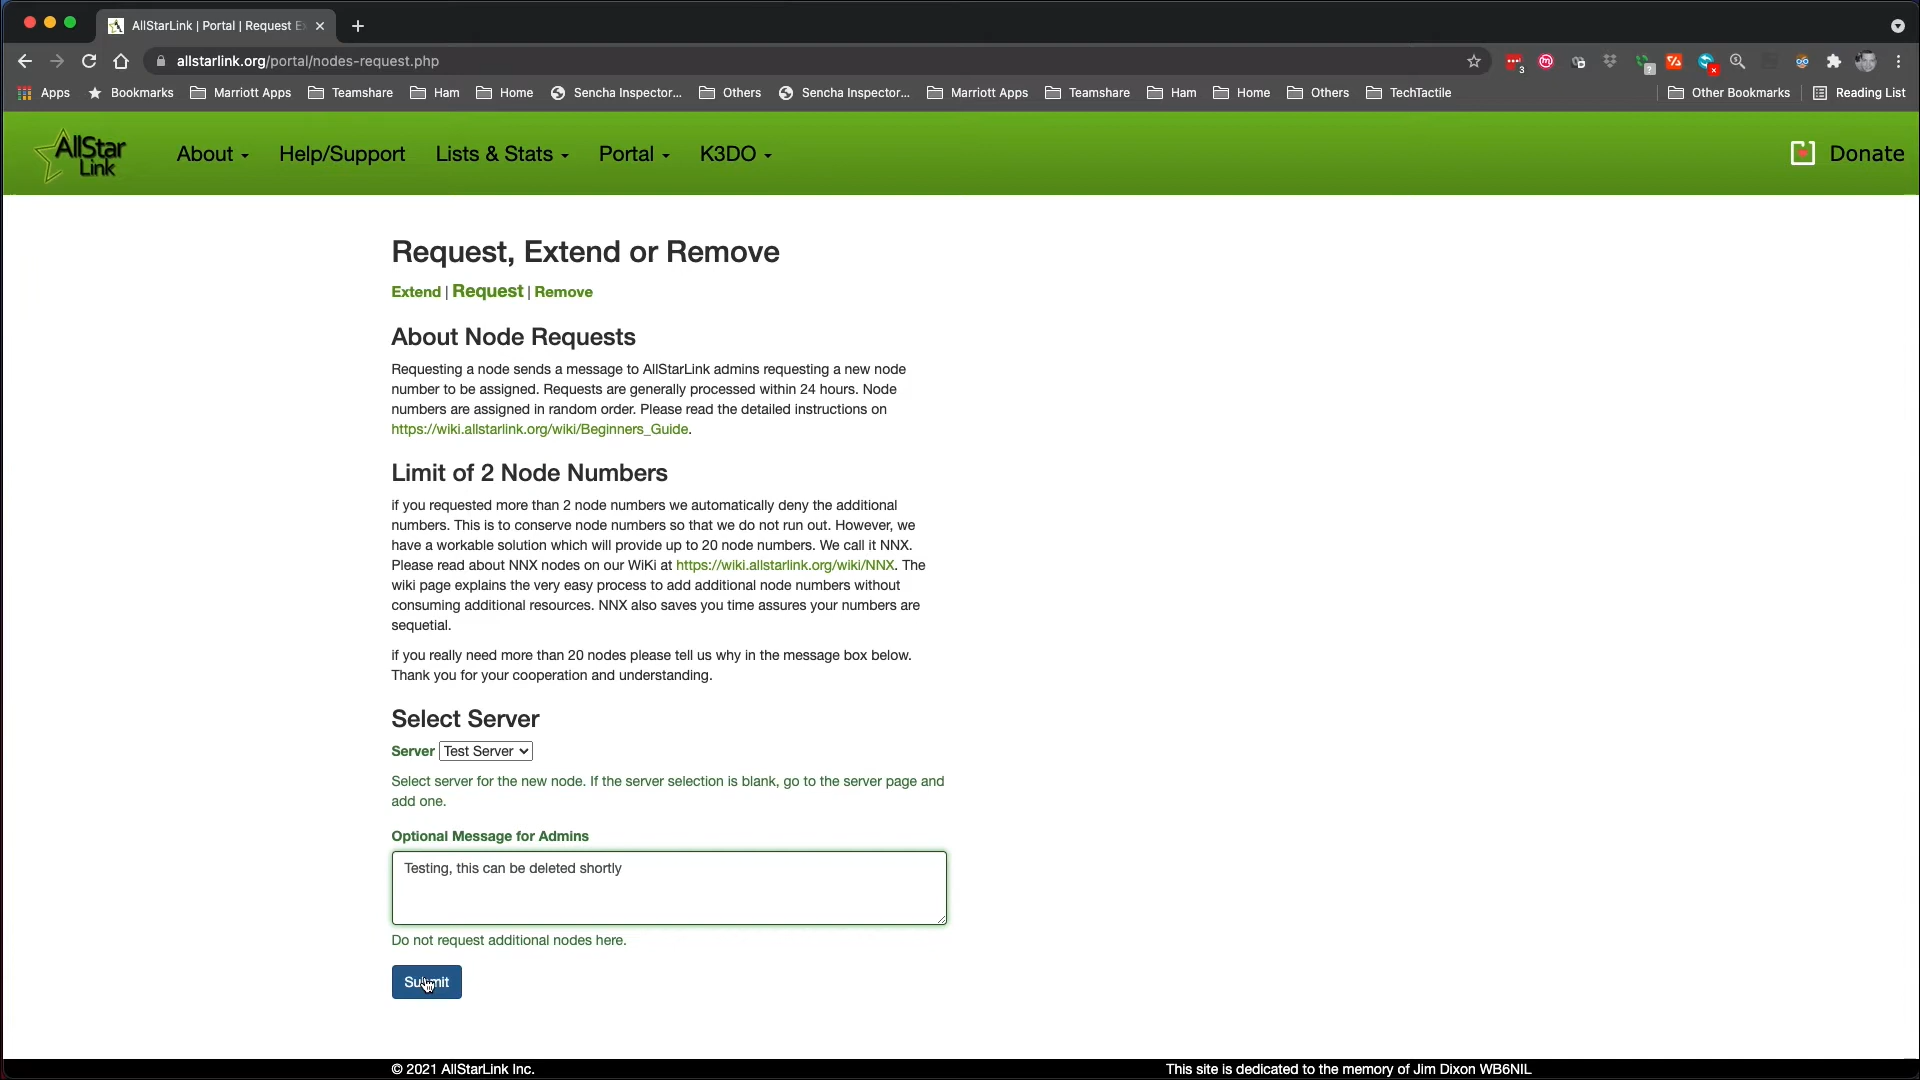 AllStarLink | Portal | Request E
allstarlink.org/portal/nodes-request.php
3
?
x
Apps
Bookmarks
Marriott Apps
Teamshare
Ham
Home
Sencha Inspector...
Others
Sencha Inspector...
Marriott Apps
Teamshare
Ham
Home
Others
TechTactile
Other Bookmarks
Reading List
AllStar
Link
About
Help/Support
Lists & Stats
Portal
K3DO
Donate
Request, Extend or Remove
Extend | Request | Remove
About Node Requests
Requesting a node sends a message to AllStarLink admins requesting a new node
number to be assigned. Requests are generally processed within 24 hours. Node
numbers are assigned in random order. Please read the detailed instructions on
https://wiki.allstarlink.org/wiki/Beginners_Guide.
Limit of 2 Node Numbers
if you requested more than 2 node numbers we automatically deny the additional
numbers. This is to conserve node numbers so that we do not run out. However, we
have a workable solution which will provide up to 20 node numbers. We call it NNX.
Please read about NNX nodes on our WiKi at https://wiki.allstarlink.org/wiki/NNX. The
wiki page explains the very easy process to add additional node numbers without
consuming additional resources. NNX also saves you time assures your numbers are
sequetial.
if you really need more than 20 nodes please tell us why in the message box below.
Thank you for your cooperation and understanding.
Select Server
Server Test Server
Select server for the new node. If the server selection is blank, go to the server page and
add one.
Optional Message for Admins
Testing, this can be deleted shortly
Do not request additional nodes here.
Submit
© 2021 AllStarLink Inc.
This site is dedicated to the memory of Jim Dixon WB6NIL